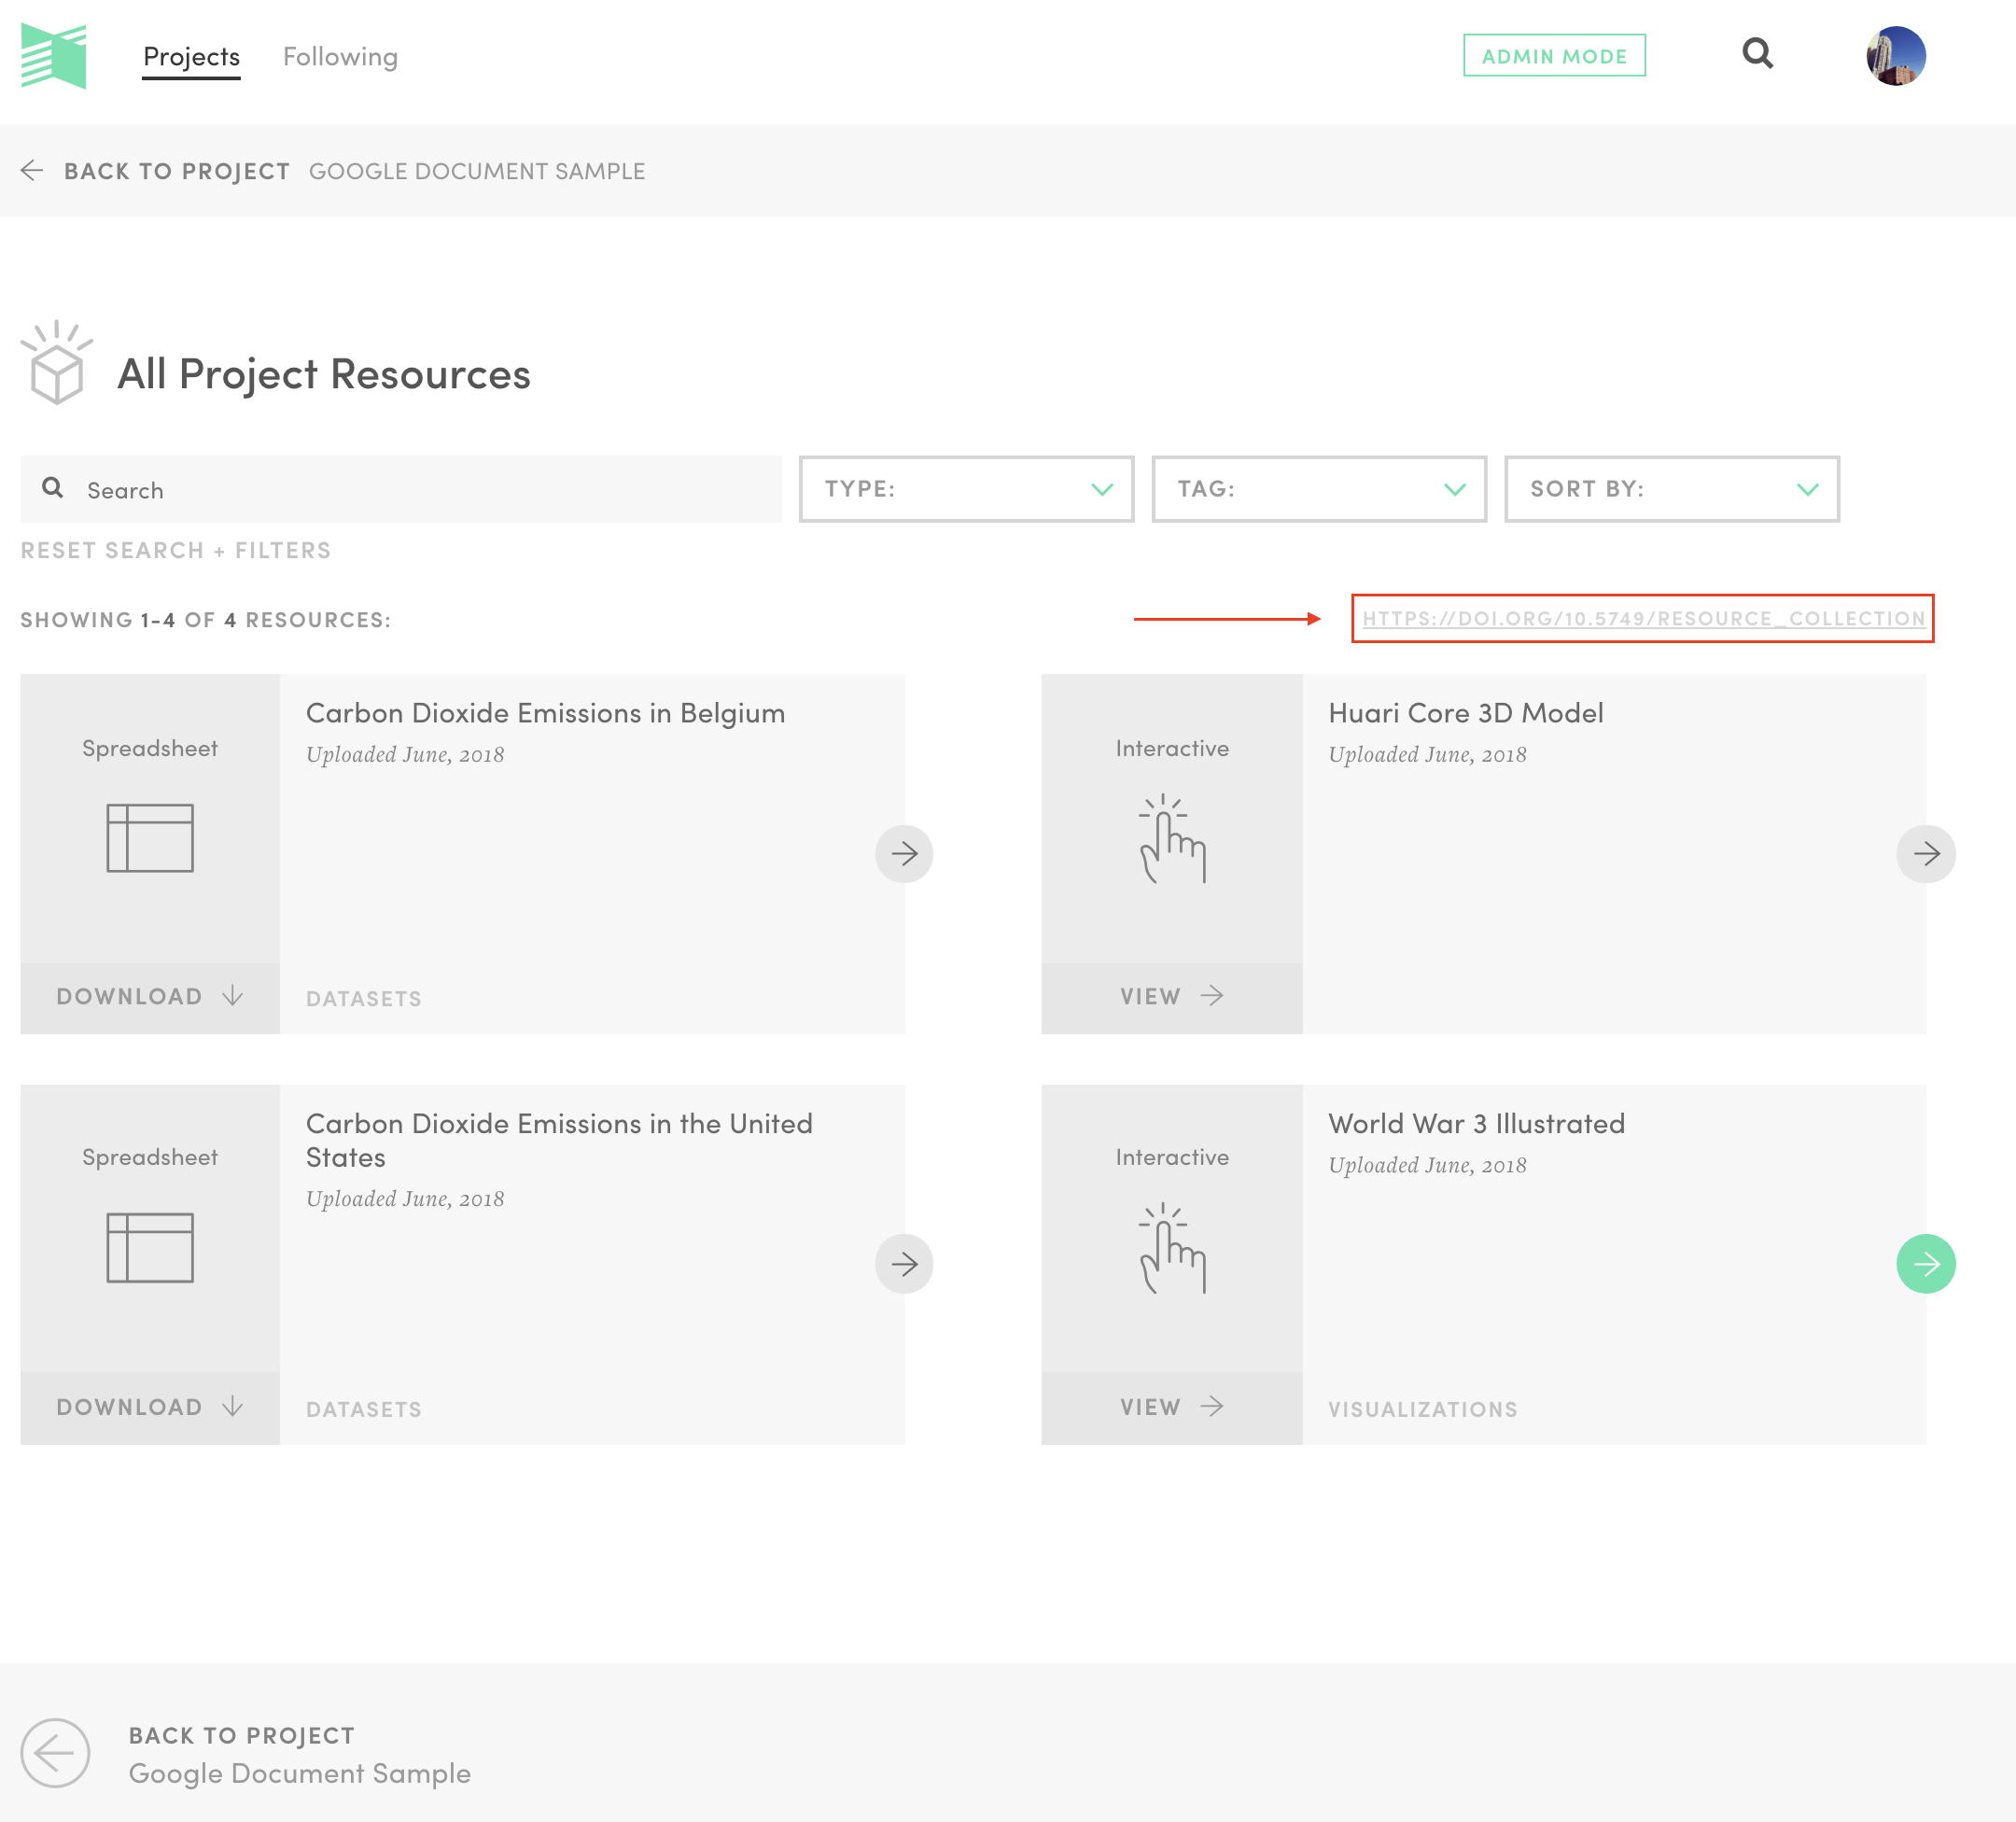 Projects Following ADMIN MODE
BACK TO PROJECT GOOGLE DOCUMENT SAMPLE
All Project Resources
Search TYPE: TAG: SORT BY:
RESET SEARCH + FILTERS
SHOWING 1-4 OF 4 RESOURCES: HTTPS://DOI.ORG/10.5749/RESOURCE_COLLECTION
Spreadsheet
Carbon Dioxide Emissions in Belgium
Uploaded June, 2018
DOWNLOAD DATASETS
Interactive
Huari Core 3D Model
Uploaded June, 2018
VIEW
Spreadsheet
Carbon Dioxide Emissions in the United
States
Uploaded June, 2018
DOWNLOAD DATASETS
Interactive
World War 3 Illustrated
Uploaded June, 2018
VIEW VISUALIZATIONS
BACK TO PROJECT
Google Document Sample